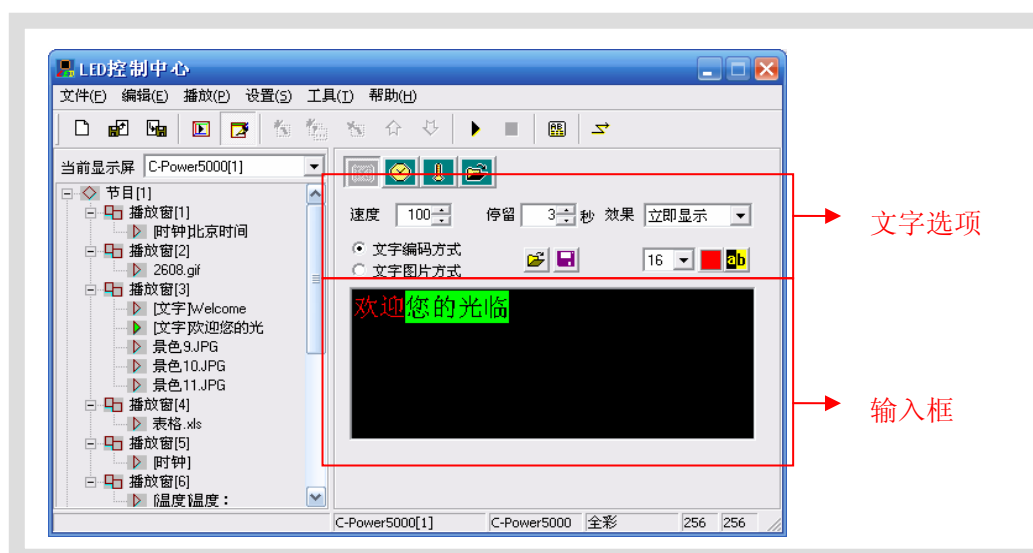 LED控制中心
文件(F) 编辑(E) 播放(P) 设置(S) 工具(T) 帮助(H)
当前显示屏 C-Power5000[1]
节目[1]
播放窗[1]
[时钟]北京时间
播放窗[2]
2608.gif
播放窗[3]
[文字]Welcome
[文字]欢迎您的光
景色9.JPG
景色10.JPG
景色11.JPG
播放窗[4]
表格.xls
播放窗[5]
[时钟]
播放窗[6]
[温度]温度：
速度 100 停留 3 秒 效果 立即显示
文字编码方式
文字图片方式
16 ab
欢迎您的光临
文字选项
输入框
C-Power5000[1] C-Power5000 全彩 256 256